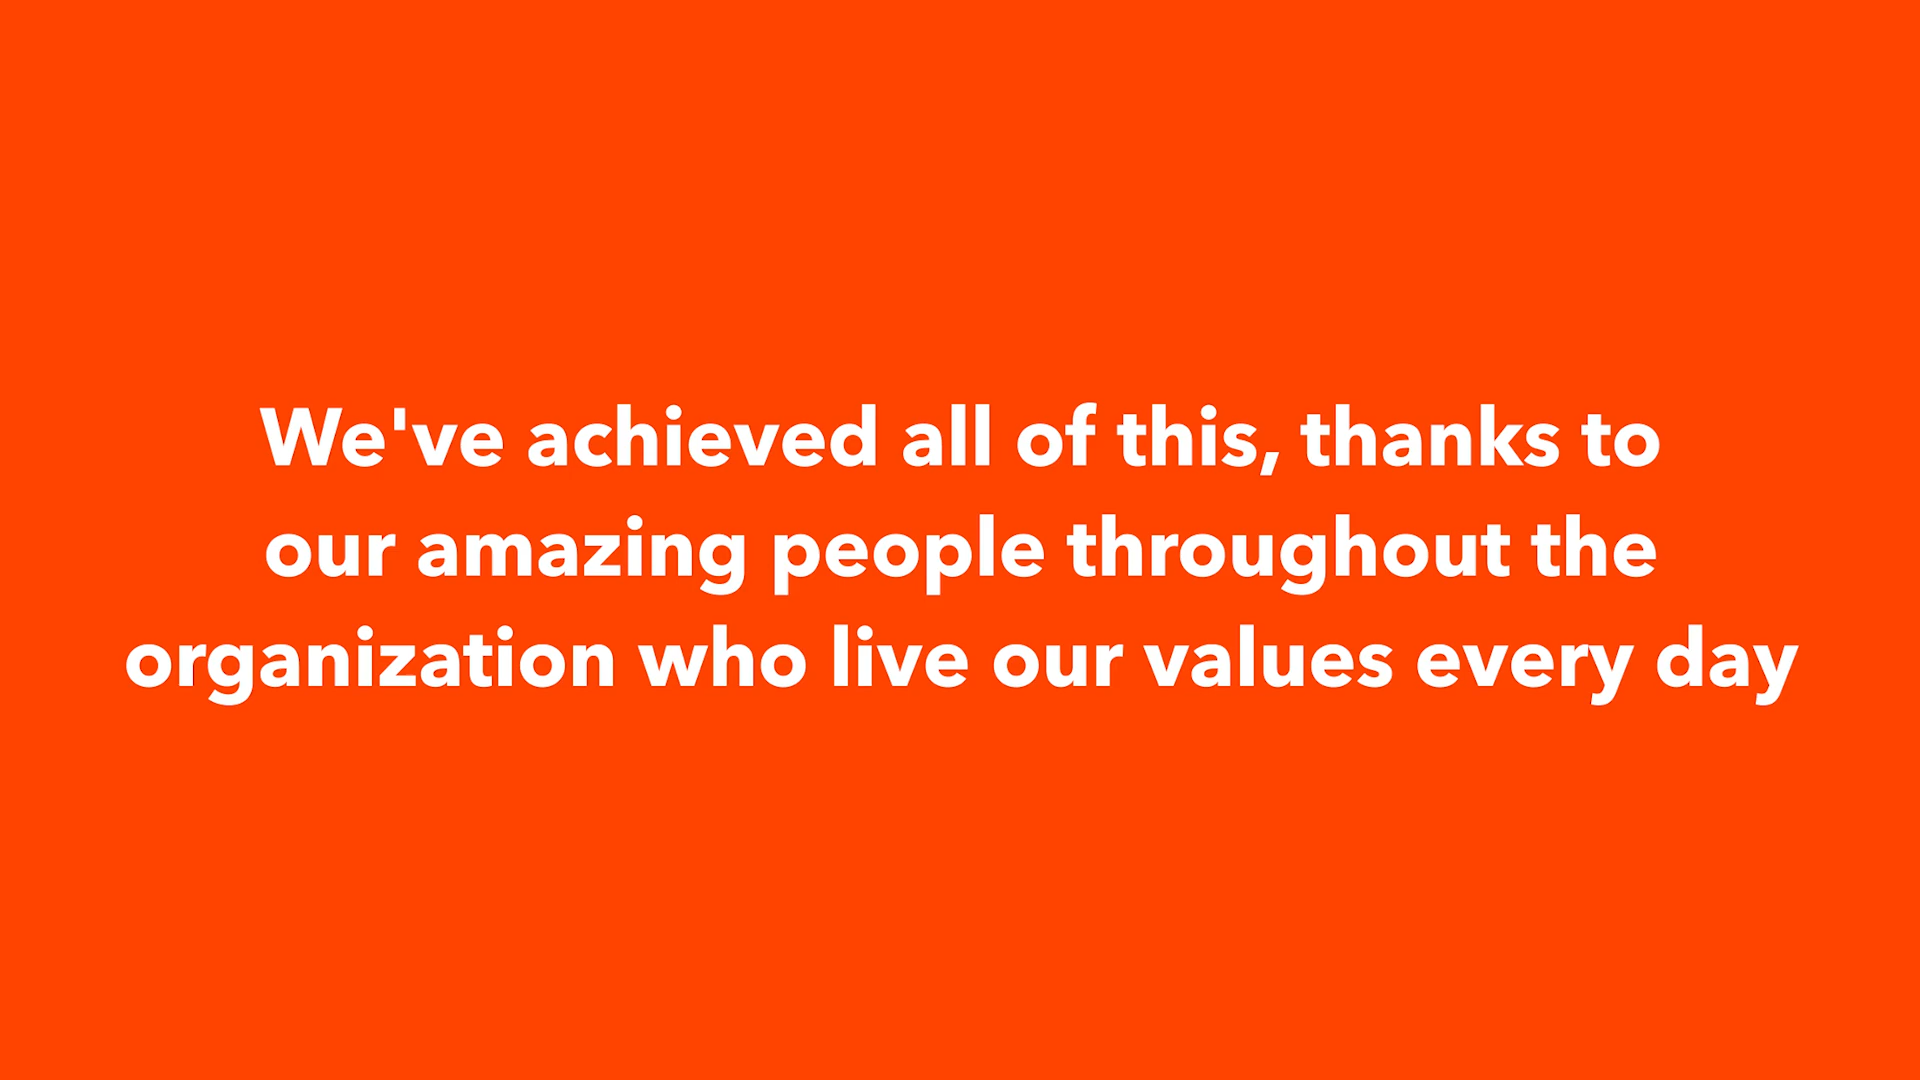 We've achieved all of this, thanks to
our amazing people throughout the
organization who live our values every day